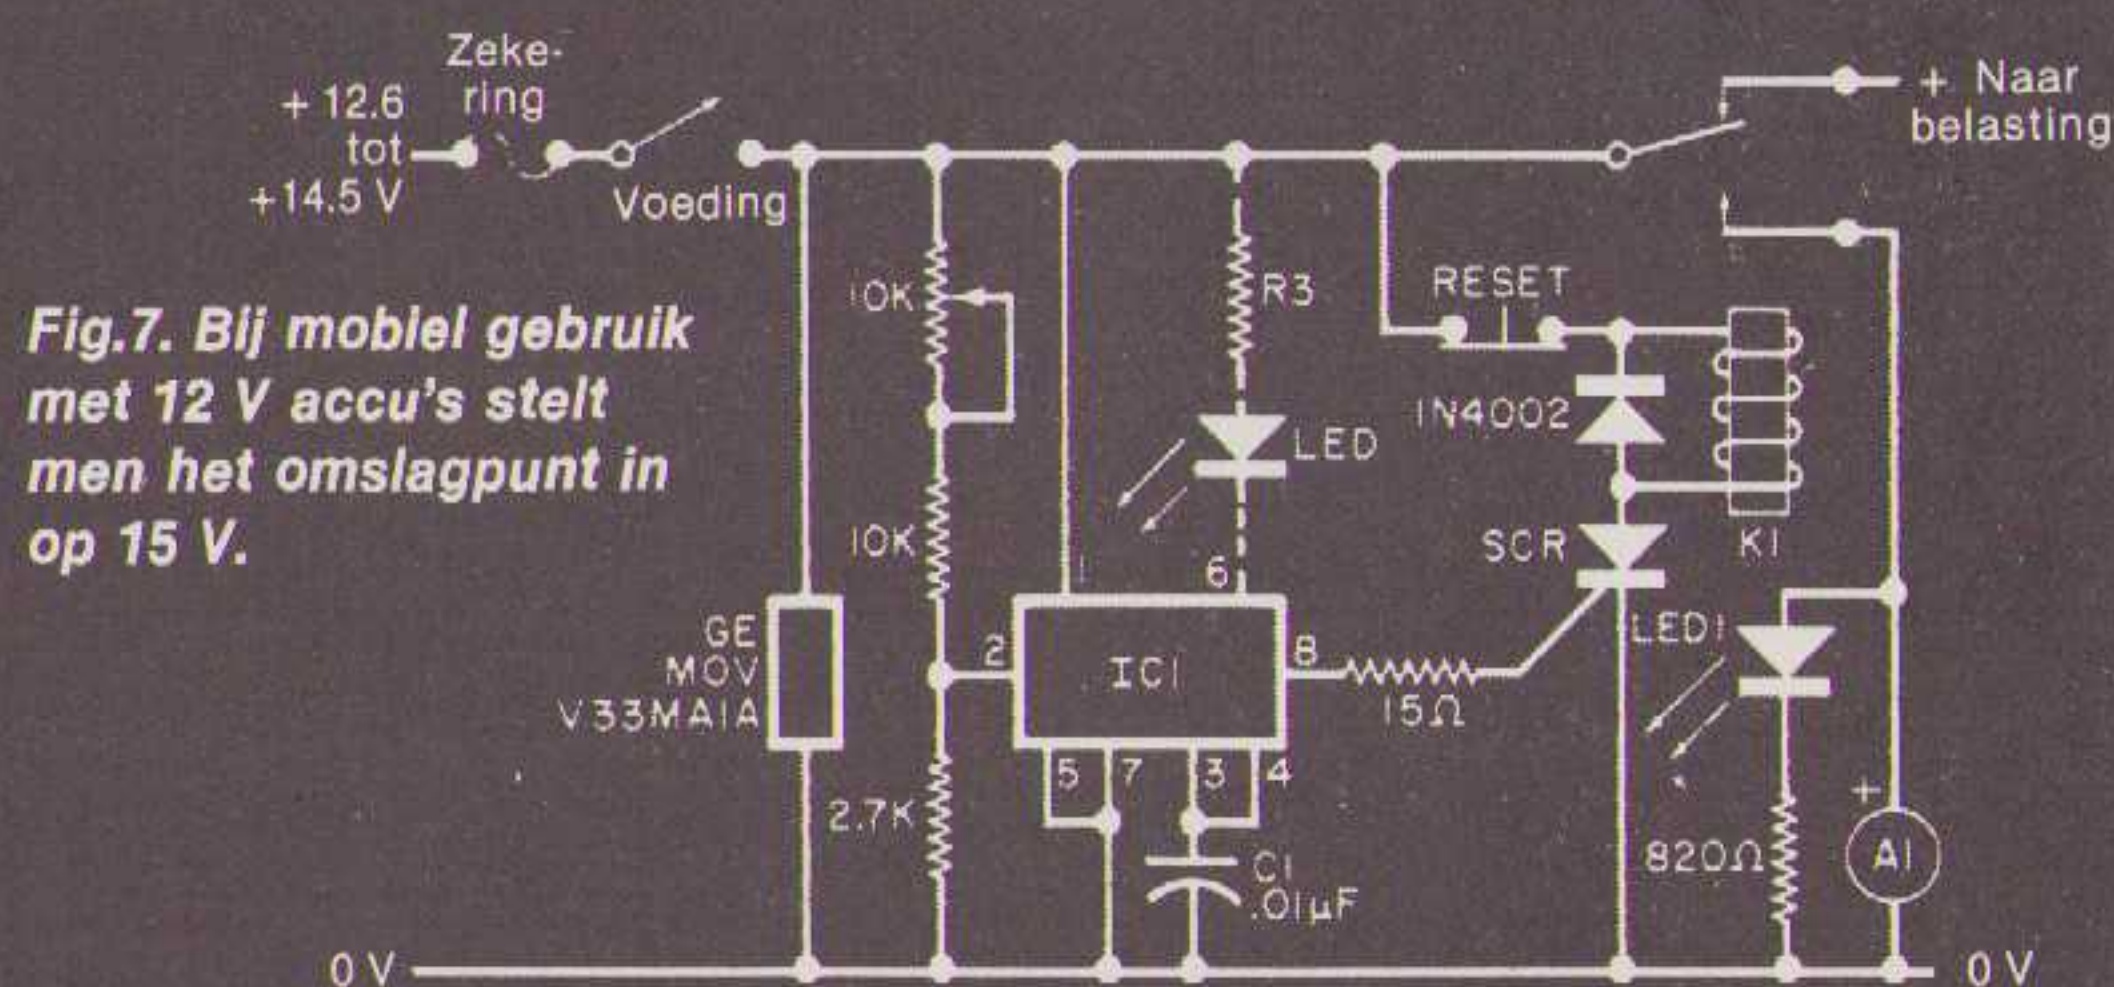 Zeke-
ring
+ 12.6
tot
+14.5 V
Voeding
+ Naar
belasting
Fig.7. Bij mobiel gebruik
met 12 V accu's stelt
men het omslagpunt in
op 15 V.
10K
R3
RESET
1N4002
LED
10K
1
6
SCR
K1
GE
MOV
V33MA1A
2
IC1
8
15Ω
LED1
5
7
3
4
2.7K
C1
.01µF
820Ω
+
A1
0 V
0 V